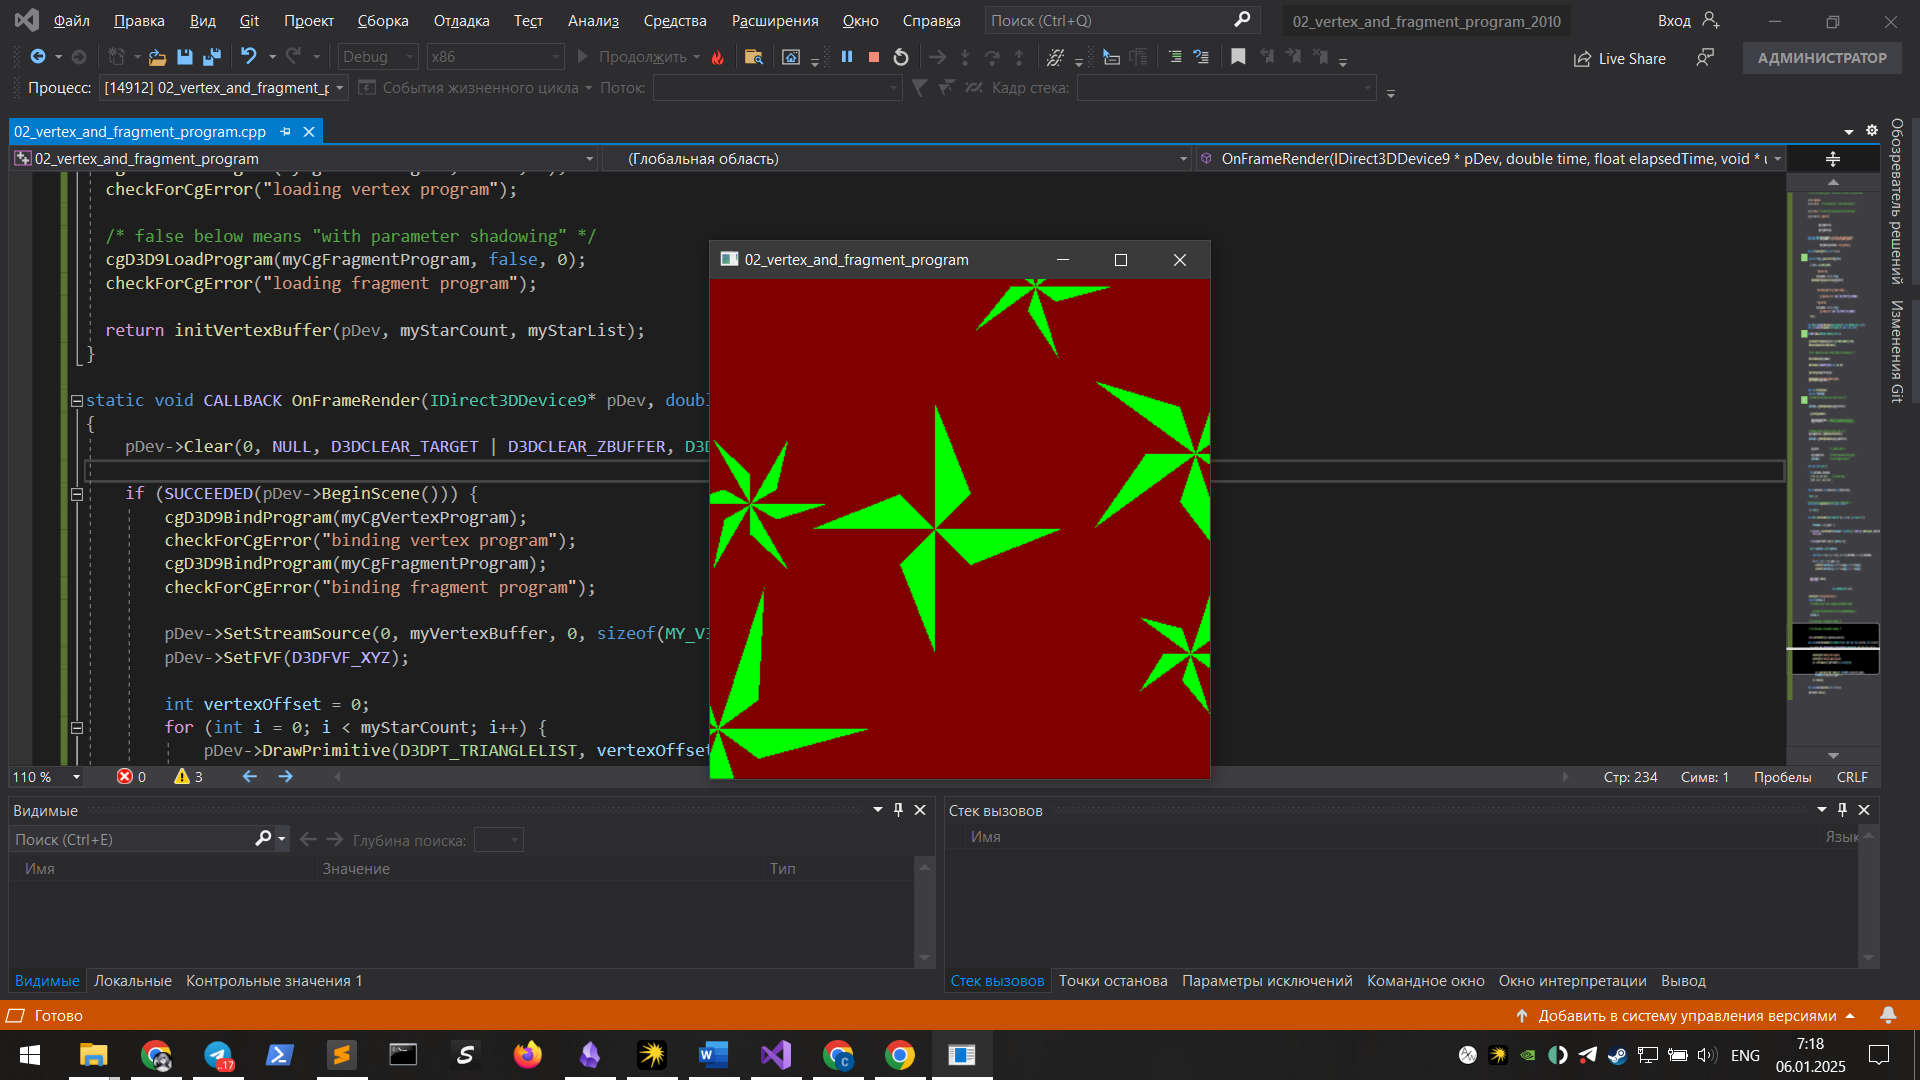 Файл Правка Вид Git Проект Сборка Отладка Тест Анализ Средства Расширения Окно Справка Поиск (Ctrl+Q) 02_vertex_and_fragment_program_2010 Вход
Debug x86 Продолжить Live Share АДМИНИСТРАТОР
Процесс: [14912] 02_vertex_and_fragment_p События жизненного цикла Поток: Кадр стека:
02_vertex_and_fragment_program.cpp
02_vertex_and_fragment_program (Глобальная область) OnFrameRender(IDirect3DDevice9 * pDev, double time, float elapsedTime, void * u
checkForCgError("loading vertex program");
/* false below means "with parameter shadowing" */
cgD3D9LoadProgram(myCgFragmentProgram, false, 0);
checkForCgError("loading fragment program");
return initVertexBuffer(pDev, myStarCount, myStarList);
}
static void CALLBACK OnFrameRender(IDirect3DDevice9* pDev, doubl
{
pDev->Clear(0, NULL, D3DCLEAR_TARGET | D3DCLEAR_ZBUFFER, D3D
if (SUCCEEDED(pDev->BeginScene())) {
cgD3D9BindProgram(myCgVertexProgram);
checkForCgError("binding vertex program");
cgD3D9BindProgram(myCgFragmentProgram);
checkForCgError("binding fragment program");
pDev->SetStreamSource(0, myVertexBuffer, 0, sizeof(MY_V3
pDev->SetFVF(D3DFVF_XYZ);
int vertexOffset = 0;
for (int i = 0; i < myStarCount; i++) {
pDev->DrawPrimitive(D3DPT_TRIANGLELIST, vertexOffset
02_vertex_and_fragment_program
Обозреватель решений
Изменения Git
110 % 0 3 Стр: 234 Симв: 1 Пробелы CRLF
Видимые
Поиск (Ctrl+E) Глубина поиска:
Имя Значение Тип
Видимые Локальные Контрольные значения 1
Стек вызовов
Имя Язык
Стек вызовов Точки останова Параметры исключений Командное окно Окно интерпретации Вывод
Готово Добавить в систему управления версиями
17 ENG 7:18
06.01.2025